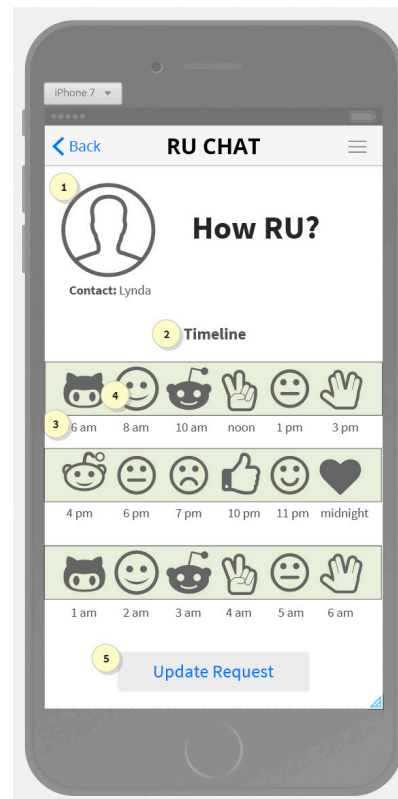 iPhone 7
Back RU CHAT
1
How RU?
Contact: Lynda
2 Timeline
4
3 6 am 8 am 10 am noon 1 pm 3 pm
4 pm 6 pm 7 pm 10 pm 11 pm midnight
1 am 2 am 3 am 4 am 5 am 6 am
5
Update Request